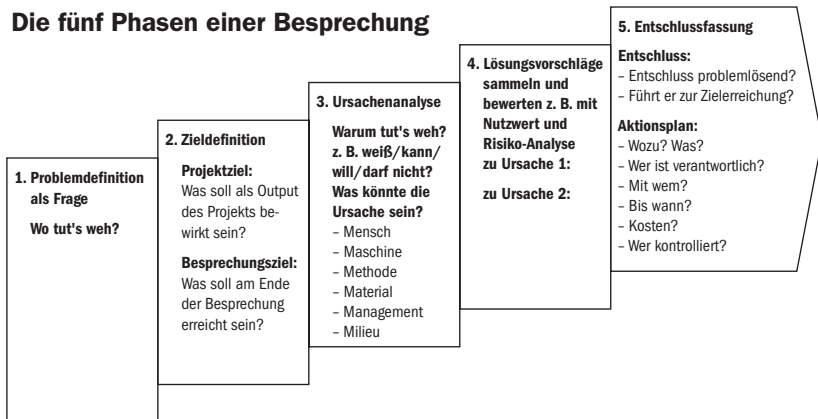 Die fünf Phasen einer Besprechung
1. Problemdefinition
als Frage
Wo tut's weh?
2. Zieldefinition
Projektziel:
Was soll als Output
des Projekts be-
wirkt sein?
Besprechungsziel:
Was soll am Ende
der Besprechung
erreicht sein?
3. Ursachenanalyse
Warum tut's weh?
z. B. weiß/kann/
will/darf nicht?
Was könnte die
Ursache sein?
– Mensch
– Maschine
– Methode
– Material
– Management
– Milieu
4. Lösungsvorschläge
sammeln und
bewerten z. B. mit
Nutzwert und
Risiko-Analyse
zu Ursache 1:
zu Ursache 2:
5. Entschlussfassung
Entschluss:
– Entschluss problemlösend?
– Führt er zur Zielerreichung?
Aktionsplan:
– Wozu? Was?
– Wer ist verantwortlich?
– Mit wem?
– Bis wann?
– Kosten?
– Wer kontrolliert?